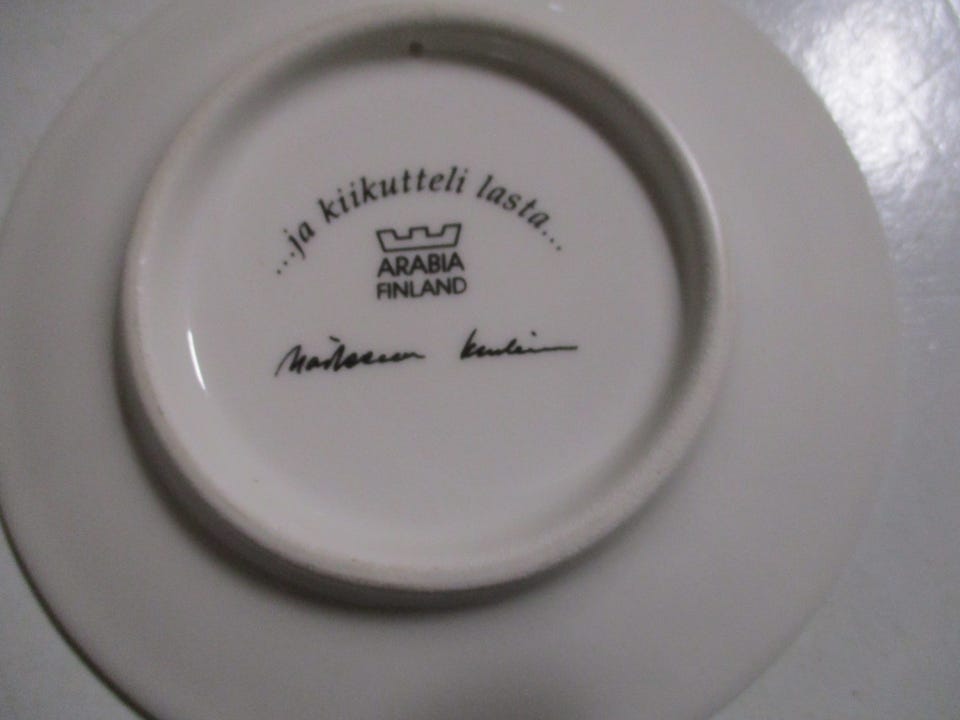 ...ja kiikutteli lasta...
ARABIA
FINLAND